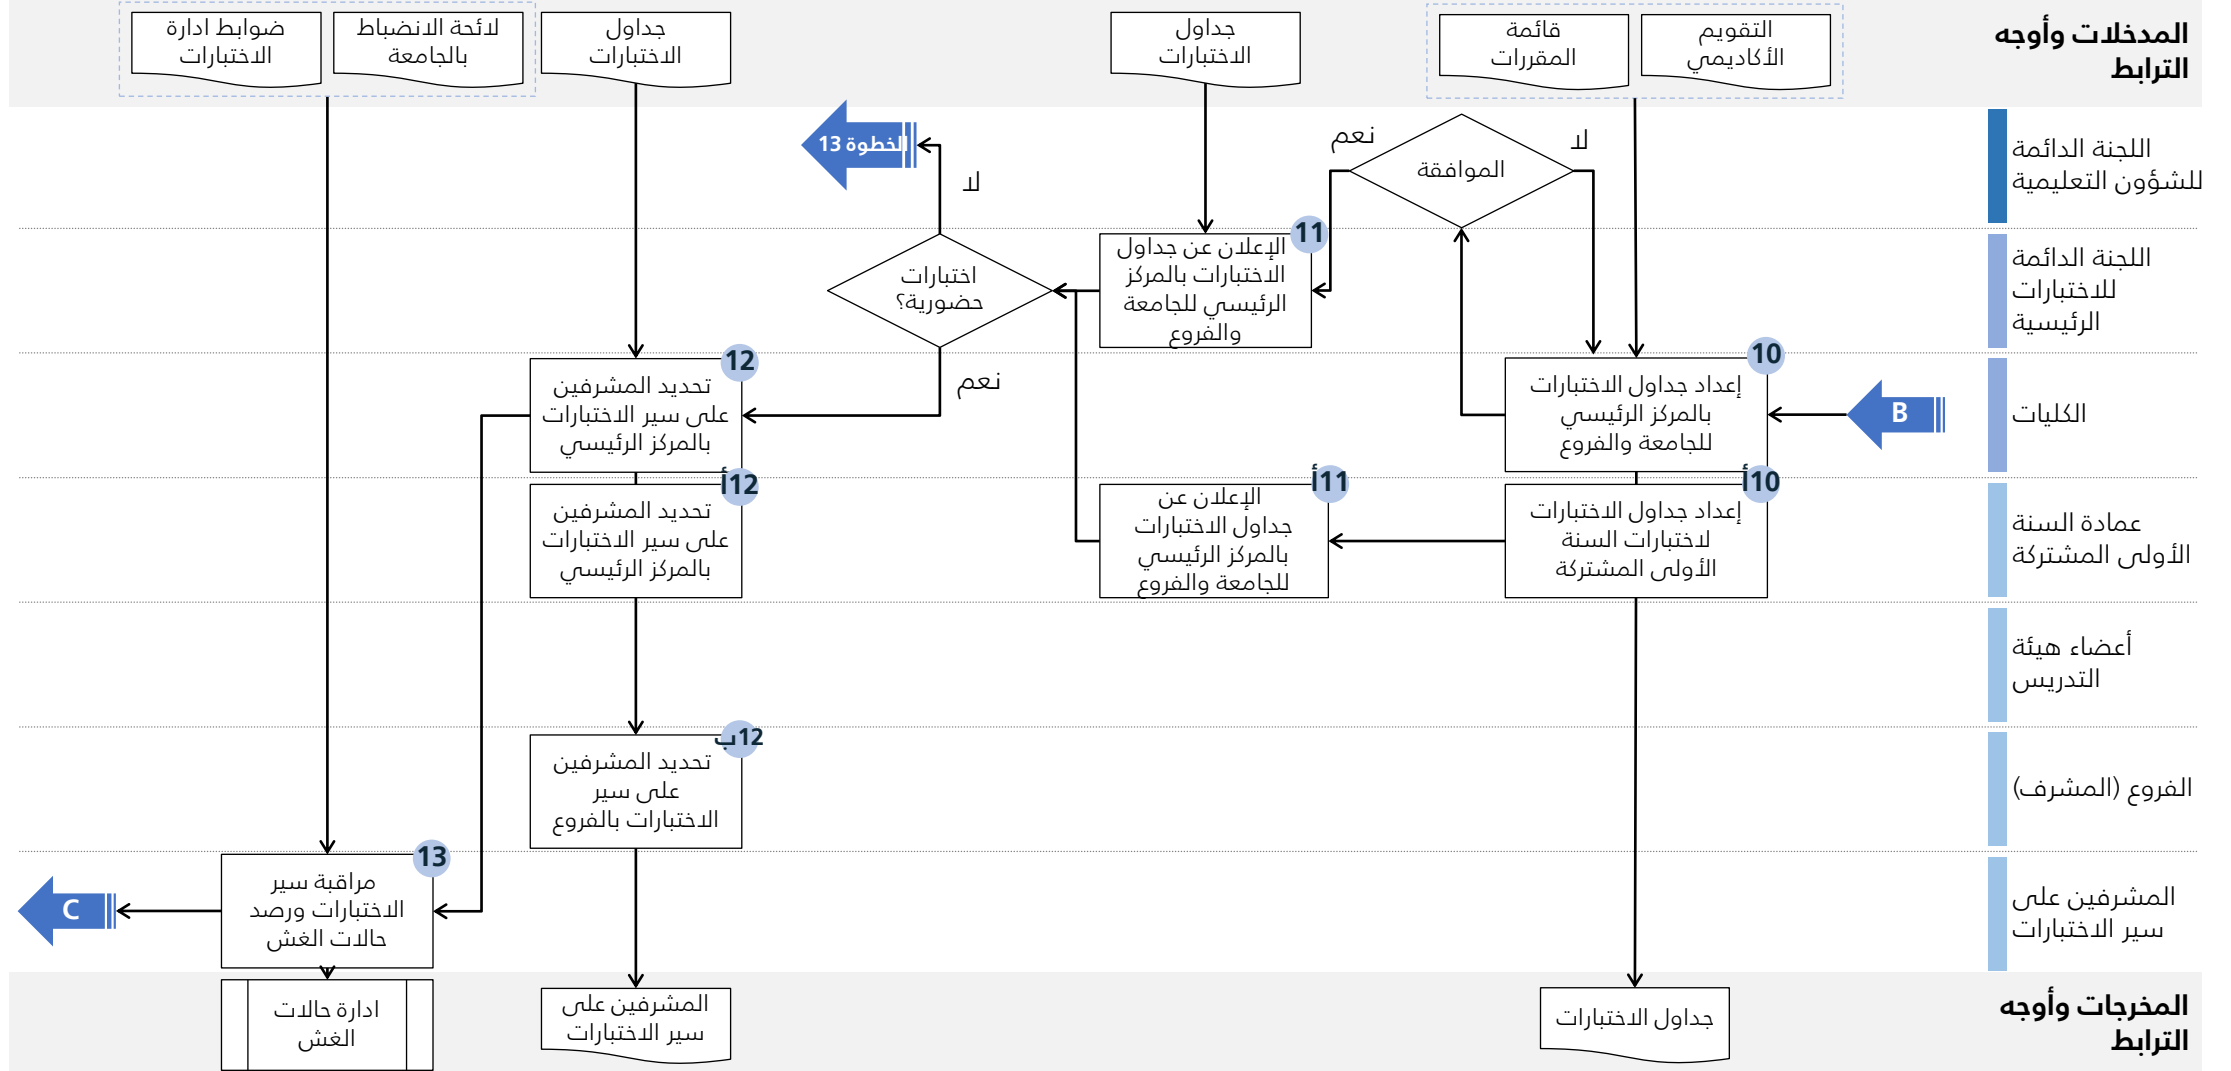 المدخلات وأوجه
الترابط
التقويم
الأكاديمي
قائمة
المقررات
جداول
الاختبارات
جداول
الاختبارات
لائحة الانضباط
بالجامعة
ضوابط ادارة
الاختبارات
اللجنة الدائمة
للشؤون التعليمية
لا
الموافقة
نعم
الخطوة 13
لا
اللجنة الدائمة
للاختبارات
الرئيسية
11
الإعلان عن جداول
الاختبارات بالمركز
الرئيسي للجامعة
والفروع
اختبارات
حضورية؟
نعم
الكليات
B
10
إعداد جداول الاختبارات
بالمركز الرئيسي
للجامعة والفروع
12
تحديد المشرفين
على سير الاختبارات
بالمركز الرئيسي
عمادة السنة
الأولى المشتركة
10أ
إعداد جداول الاختبارات
لاختبارات السنة
الأولى المشتركة
11أ
الإعلان عن
جداول الاختبارات
بالمركز الرئيسي
للجامعة والفروع
12أ
تحديد المشرفين
على سير الاختبارات
بالمركز الرئيسي
أعضاء هيئة
التدريس
الفروع (المشرف)
12ب
تحديد المشرفين
على سير
الاختبارات بالفروع
المشرفين على
سير الاختبارات
13
مراقبة سير
الاختبارات ورصد
حالات الغش
C
المخرجات وأوجه
الترابط
جداول الاختبارات
المشرفين على
سير الاختبارات
ادارة حالات
الغش